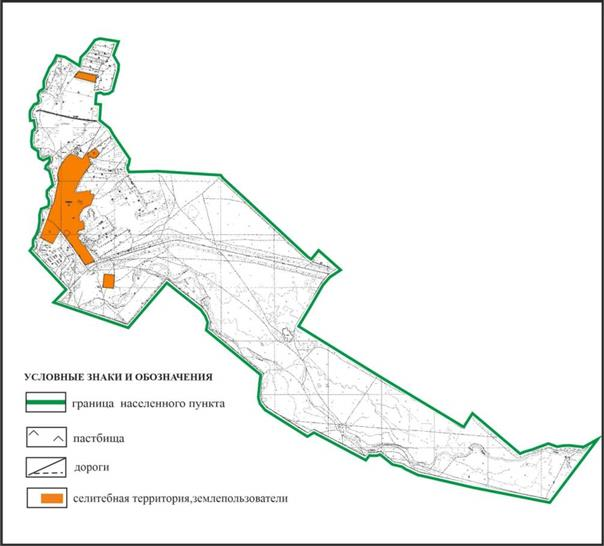 УСЛОВНЫЕ ЗНАКИ И ОБОЗНАЧЕНИЯ
граница населенного пункта
пастбища
дороги
селитебная территория,землепользователи